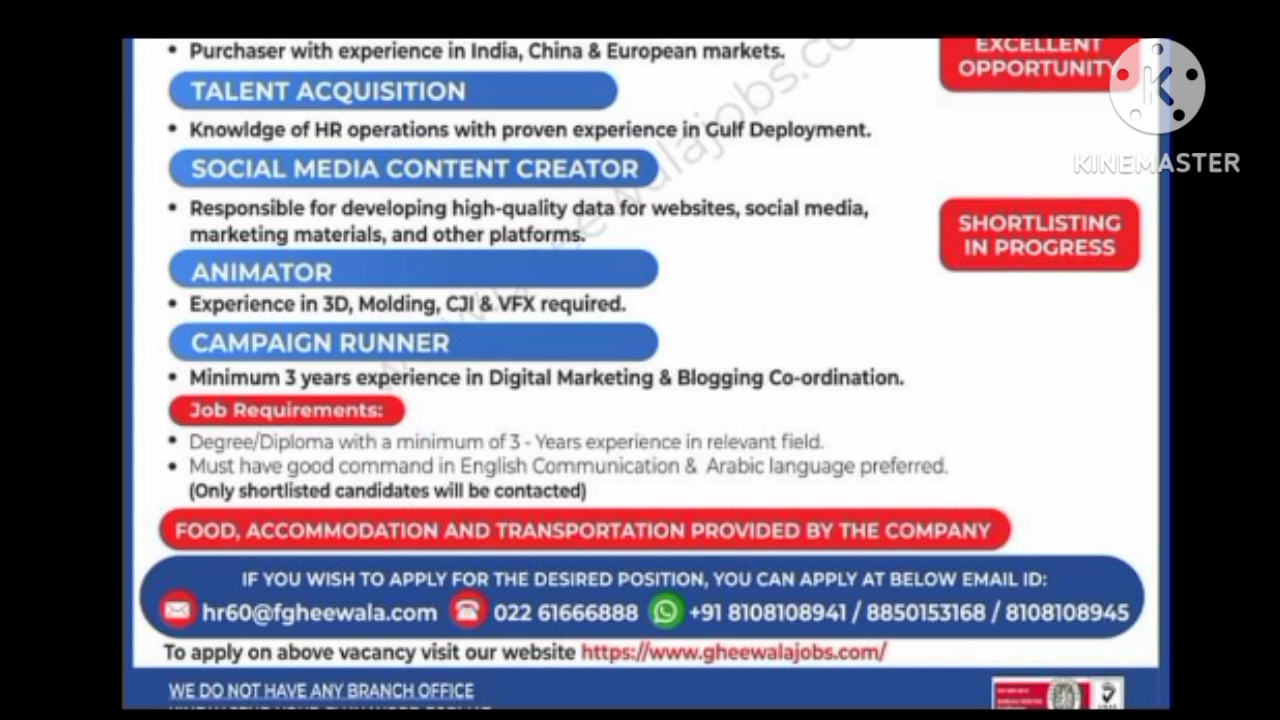 • Purchaser with experience in India, China & European markets.
EXCELLENT
OPPORTUNITY
KINEMASTER
TALENT ACQUISITION
• Knowldge of HR operations with proven experience in Gulf Deployment.
SOCIAL MEDIA CONTENT CREATOR
• Responsible for developing high-quality data for websites, social media,
marketing materials, and other platforms.
SHORTLISTING
IN PROGRESS
ANIMATOR
• Experience in 3D, Molding, CJI & VFX required.
CAMPAIGN RUNNER
• Minimum 3 years experience in Digital Marketing & Blogging Co-ordination.
Job Requirements:
• Degree/Diploma with a minimum of 3 - Years experience in relevant field.
• Must have good command in English Communication & Arabic language preferred.
(Only shortlisted candidates will be contacted)
FOOD, ACCOMMODATION AND TRANSPORTATION PROVIDED BY THE COMPANY
IF YOU WISH TO APPLY FOR THE DESIRED POSITION, YOU CAN APPLY AT BELOW EMAIL ID:
hr60@fgheewala.com 022 61666888 +91 8108108941 / 8850153168 / 8108108945
To apply on above vacancy visit our website https://www.gheewalajobs.com/
WE DO NOT HAVE ANY BRANCH OFFICE